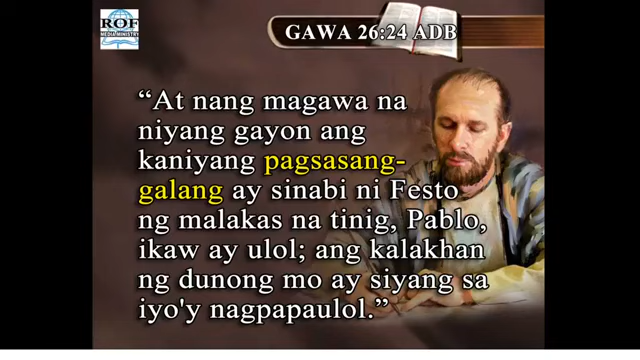 ROF
MEDIA MINISTRY
GAWA 26:24 ADB
“At nang magawa na
niyang gayon ang
kaniyang pagsasang-
galang ay sinabi ni Festo
ng malakas na tinig, Pablo,
ikaw ay ulol; ang kalakhan
ng dunong mo ay siyang sa
iyo'y nagpapaulol.”